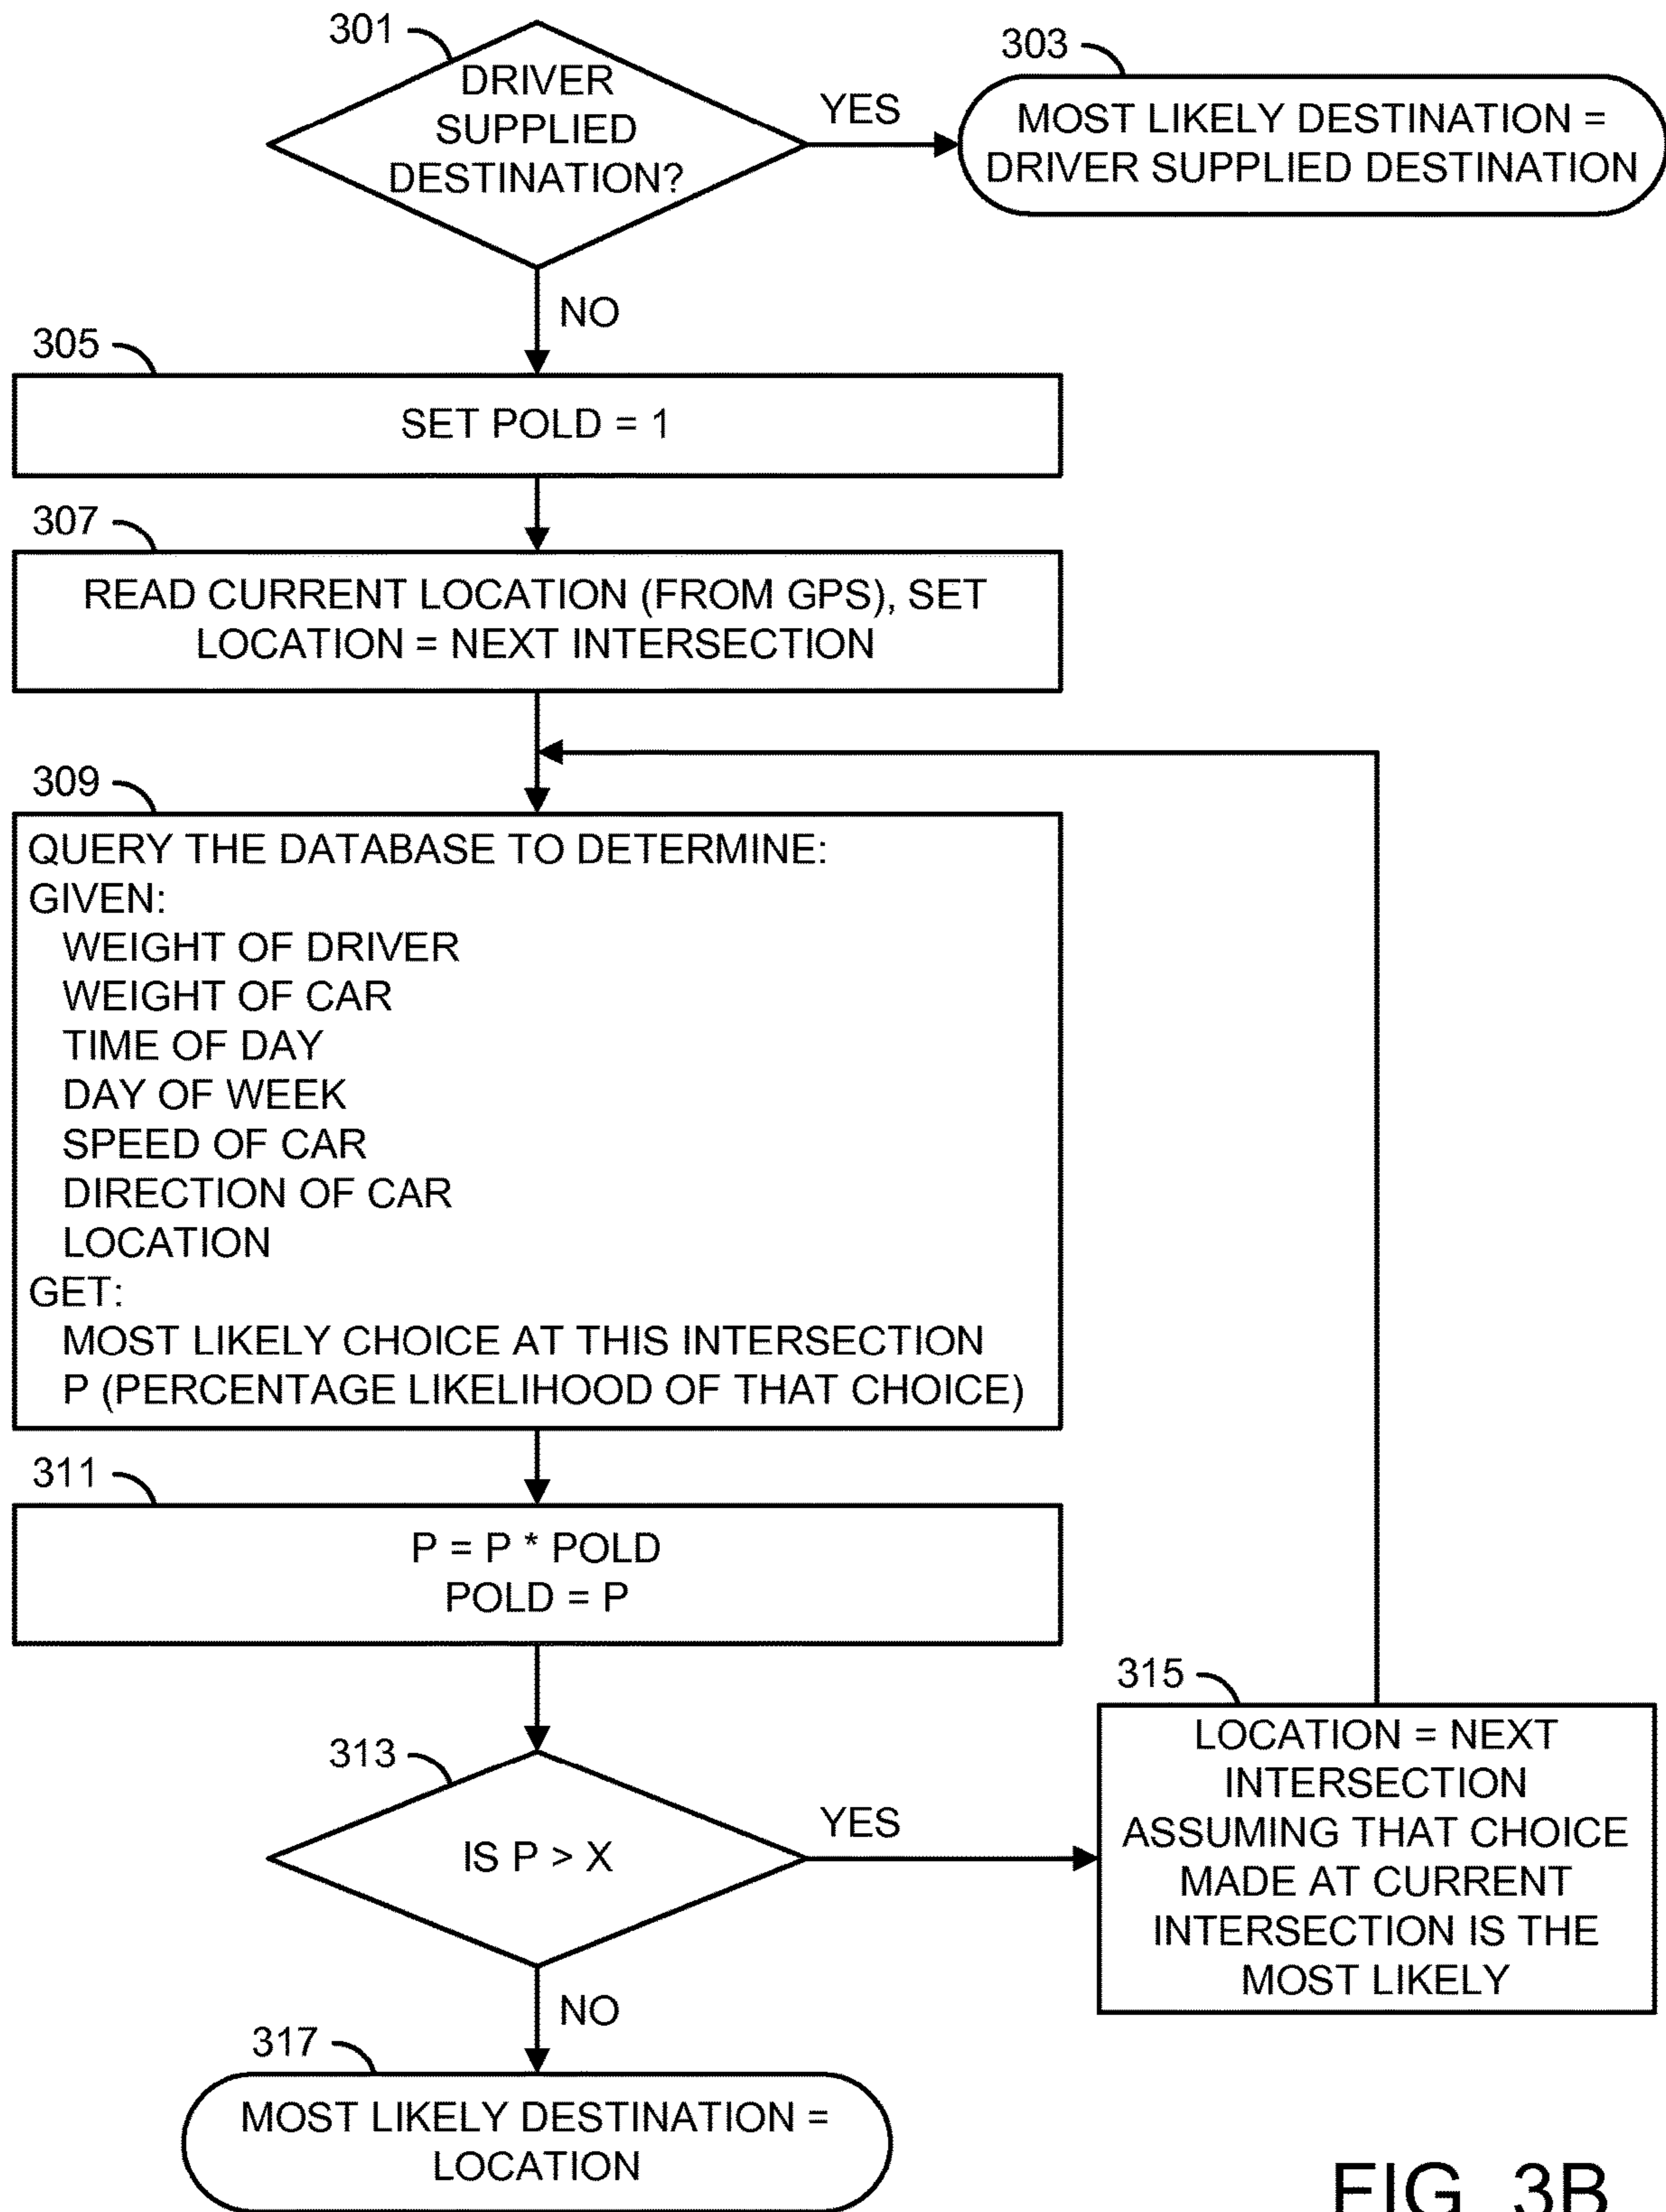 301
DRIVER
SUPPLIED
DESTINATION?
YES
303
MOST LIKELY DESTINATION =
DRIVER SUPPLIED DESTINATION
NO
305
SET POLD = 1
307
READ CURRENT LOCATION (FROM GPS), SET
LOCATION = NEXT INTERSECTION
309
QUERY THE DATABASE TO DETERMINE:
GIVEN:
WEIGHT OF DRIVER
WEIGHT OF CAR
TIME OF DAY
DAY OF WEEK
SPEED OF CAR
DIRECTION OF CAR
LOCATION
GET:
MOST LIKELY CHOICE AT THIS INTERSECTION
P (PERCENTAGE LIKELIHOOD OF THAT CHOICE)
311
P = P * POLD
POLD = P
313
IS P > X
YES
315
LOCATION = NEXT
INTERSECTION
ASSUMING THAT CHOICE
MADE AT CURRENT
INTERSECTION IS THE
MOST LIKELY
NO
317
MOST LIKELY DESTINATION =
LOCATION
FIG. 3B